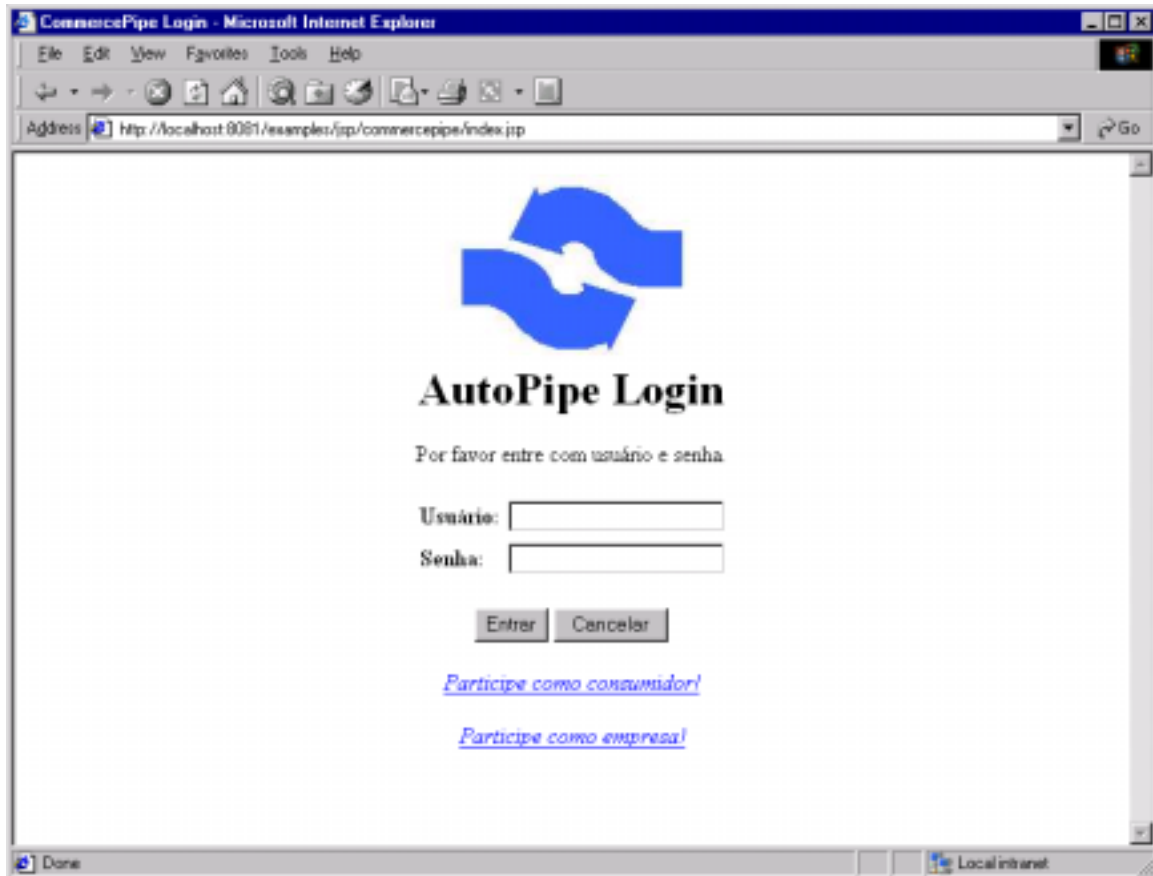 CommercePipe Login - Microsoft Internet Explorer
File Edit View Favorites Tools Help
Address http://localhost:8081/examples/jsp/commercepipe/index.jsp Go
AutoPipe Login
Por favor entre com usuário e senha
Usuário:
Senha:
Entrar Cancelar
Participe como consumidor!
Participe como empresa!
Done Local intranet